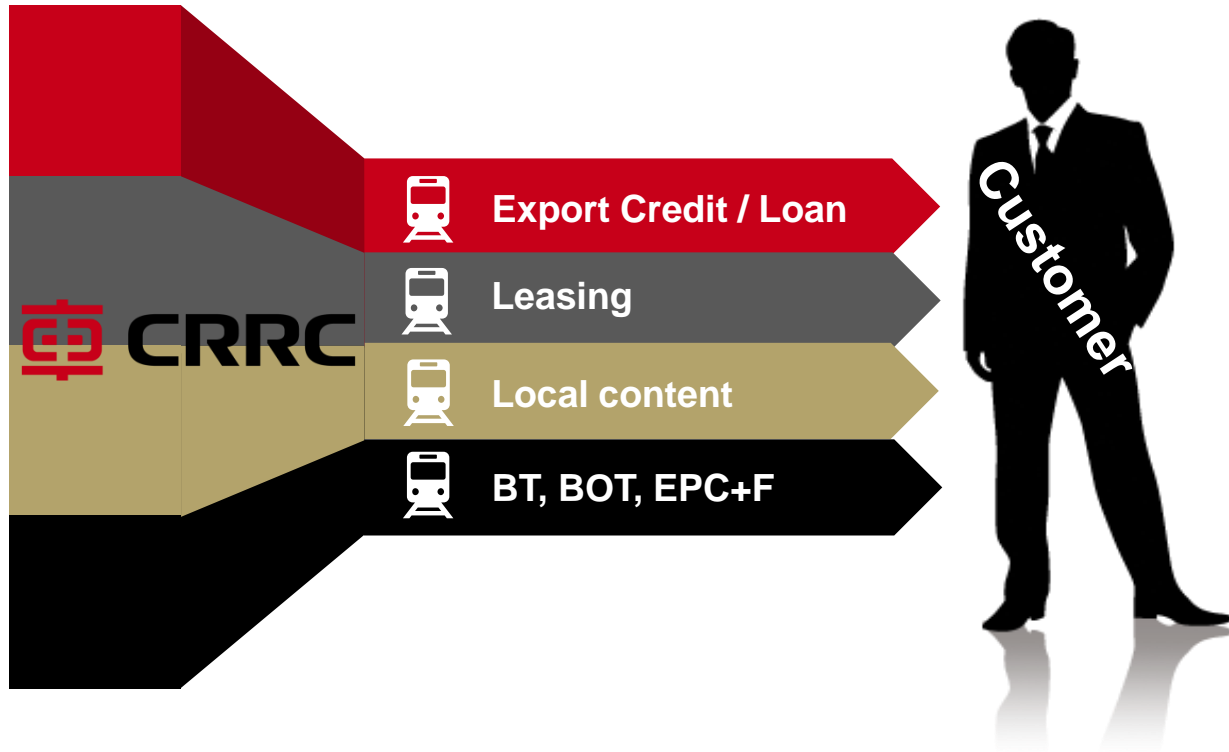 CRRC
Export Credit / Loan
Leasing
Local content
BT, BOT, EPC+F
Customer